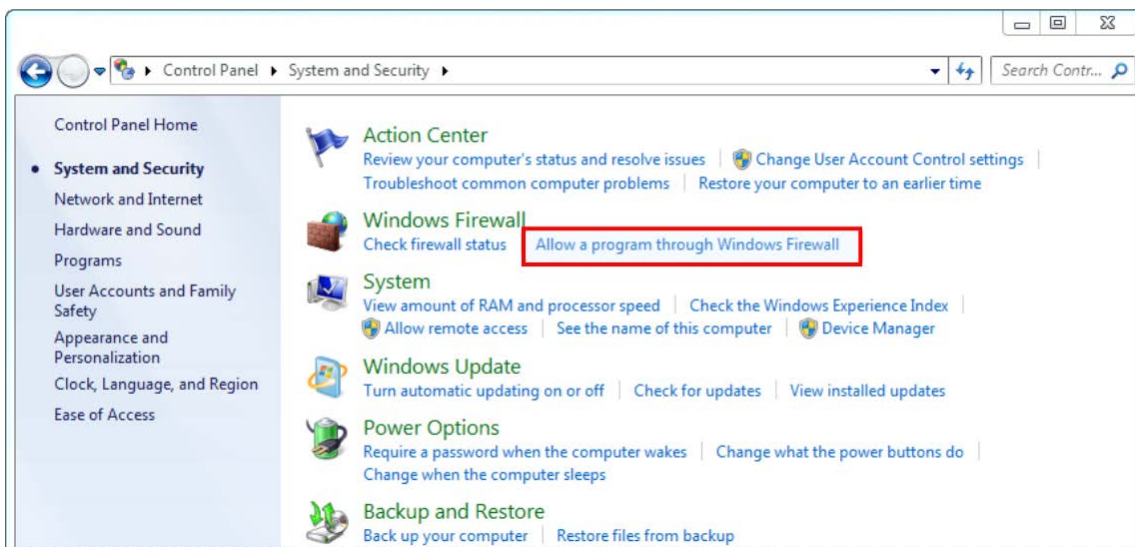 Control Panel ▸ System and Security ▸
Search Contr...
Control Panel Home
System and Security
Network and Internet
Hardware and Sound
Programs
User Accounts and Family
Safety
Appearance and
Personalization
Clock, Language, and Region
Ease of Access
Action Center
Review your computer's status and resolve issues | Change User Account Control settings |
Troubleshoot common computer problems | Restore your computer to an earlier time
Windows Firewall
Check firewall status Allow a program through Windows Firewall
System
View amount of RAM and processor speed | Check the Windows Experience Index |
Allow remote access | See the name of this computer | Device Manager
Windows Update
Turn automatic updating on or off | Check for updates | View installed updates
Power Options
Require a password when the computer wakes | Change what the power buttons do |
Change when the computer sleeps
Backup and Restore
Back up your computer | Restore files from backup